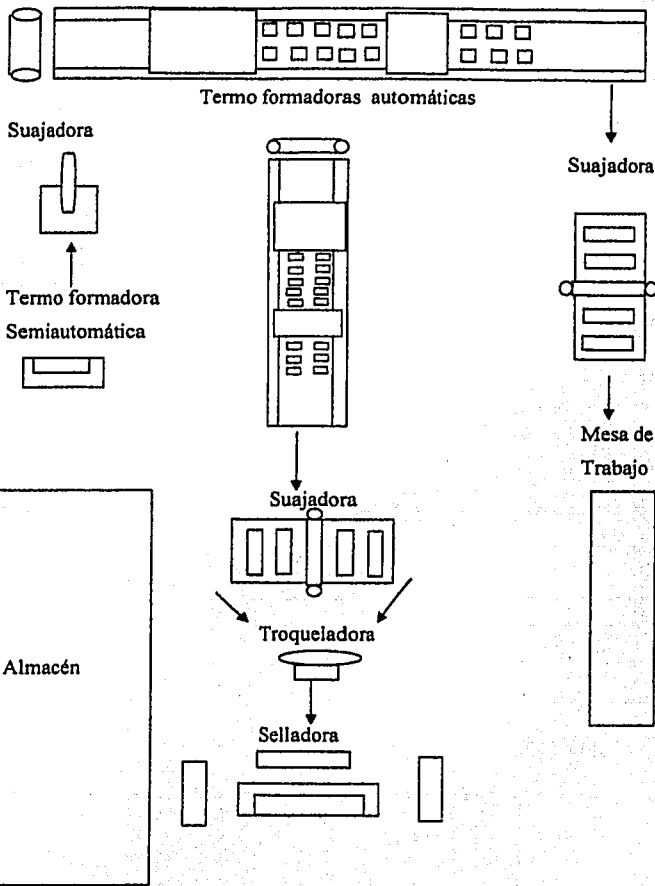 Termo formadoras automáticas
Suajadora
Suajadora
Termo formadora
Semiautomática
Mesa de
Trabajo
Suajadora
Troqueladora
Almacén
Selladora